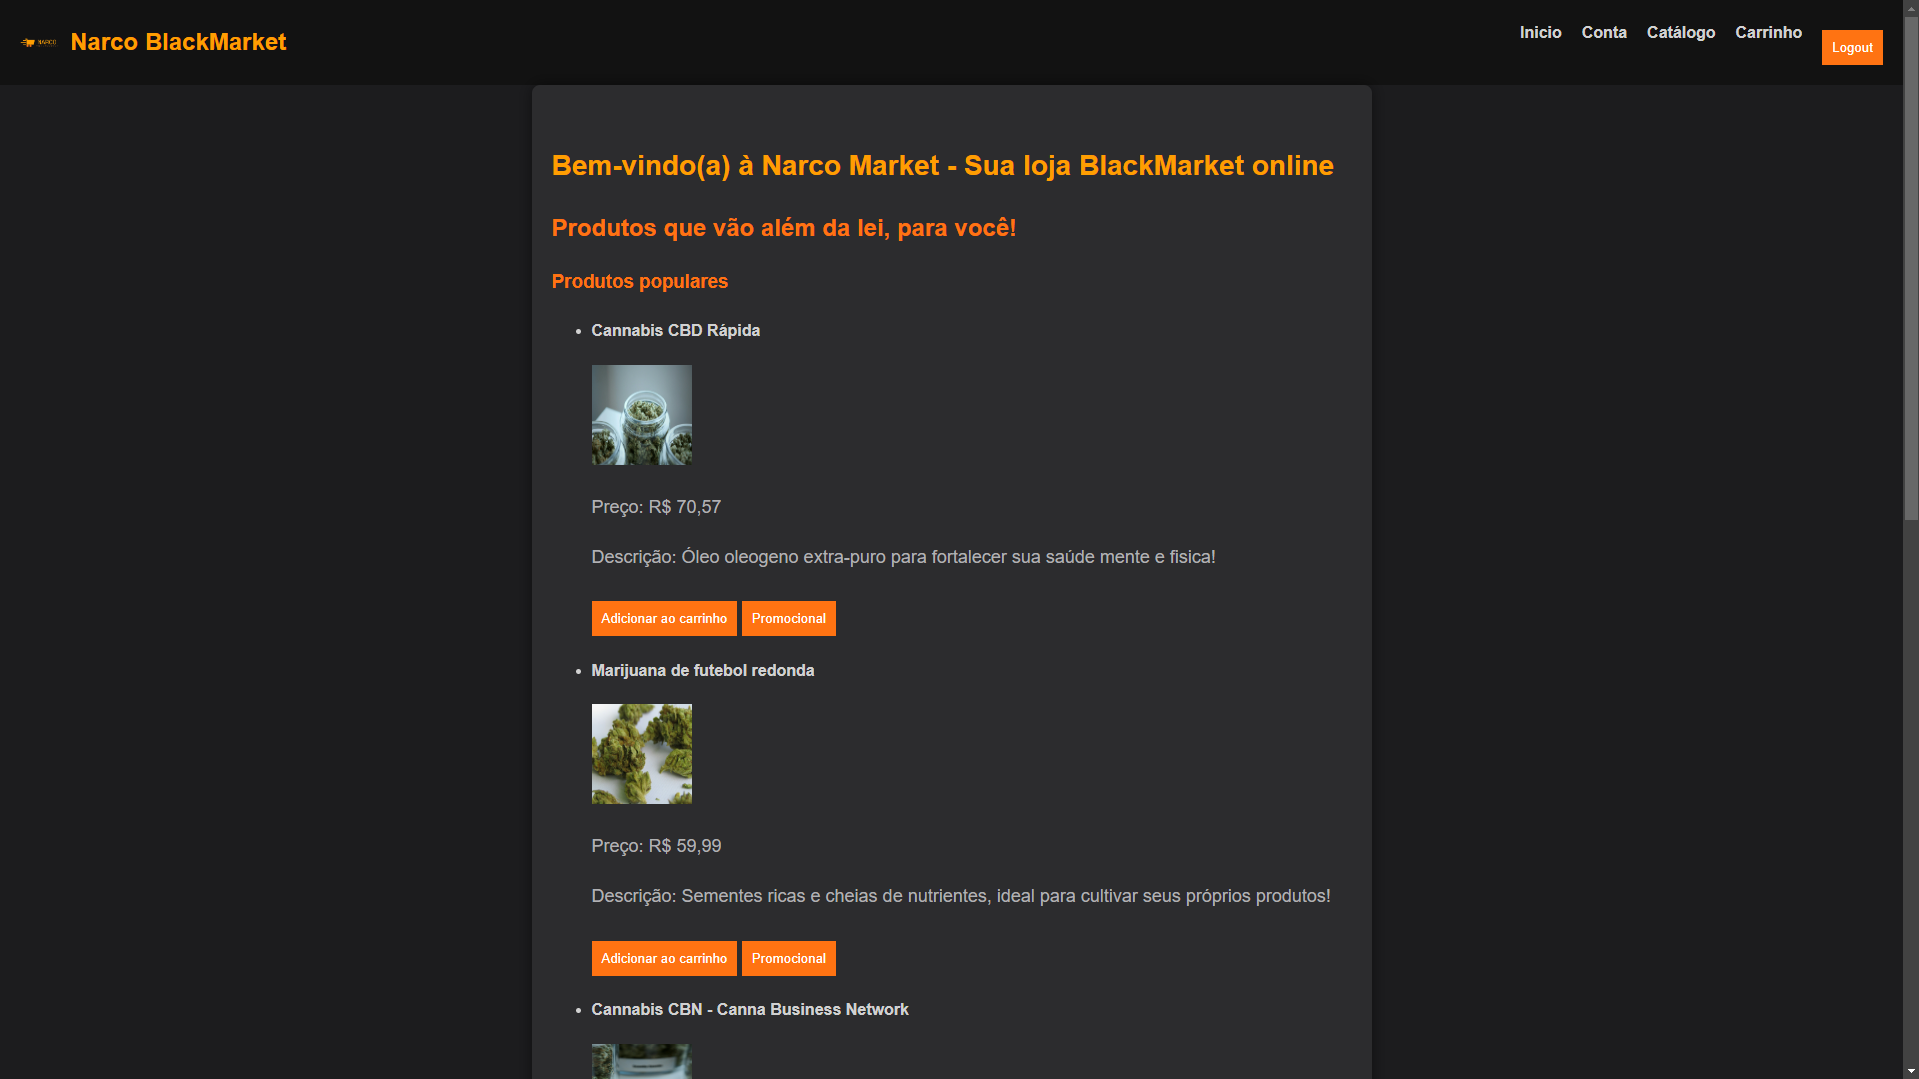 Narco BlackMarket
Inicio Conta Catálogo Carrinho Logout
Bem-vindo(a) à Narco Market - Sua loja BlackMarket online
Produtos que vão além da lei, para você!
Produtos populares
Cannabis CBD Rápida
Preço: R$ 70,57
Descrição: Óleo oleogeno extra-puro para fortalecer sua saúde mente e fisica!
Adicionar ao carrinho Promocional
Marijuana de futebol redonda
Preço: R$ 59,99
Descrição: Sementes ricas e cheias de nutrientes, ideal para cultivar seus próprios produtos!
Adicionar ao carrinho Promocional
Cannabis CBN - Canna Business Network